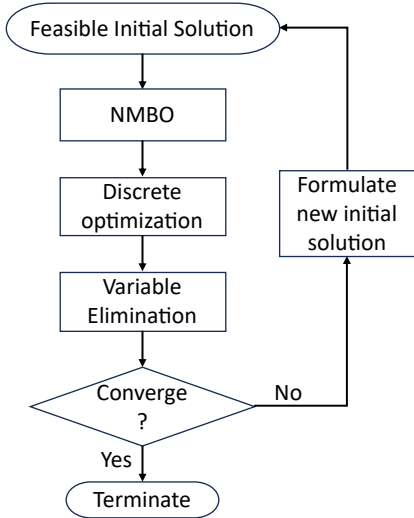 Feasible Initial Solution
NMBO
Discrete
optimization
Variable
Elimination
Converge
?
No
Yes
Terminate
Formulate
new initial
solution